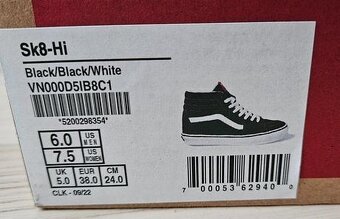 Sk8-Hi
Black/Black/White
VN000D5IB8C1
*5200298354*
6.0 US MEN
7.5 US WOMEN
UK EUR CM
5.0 38.0 24.0
CLK - 09/22
7 00053 62940 0